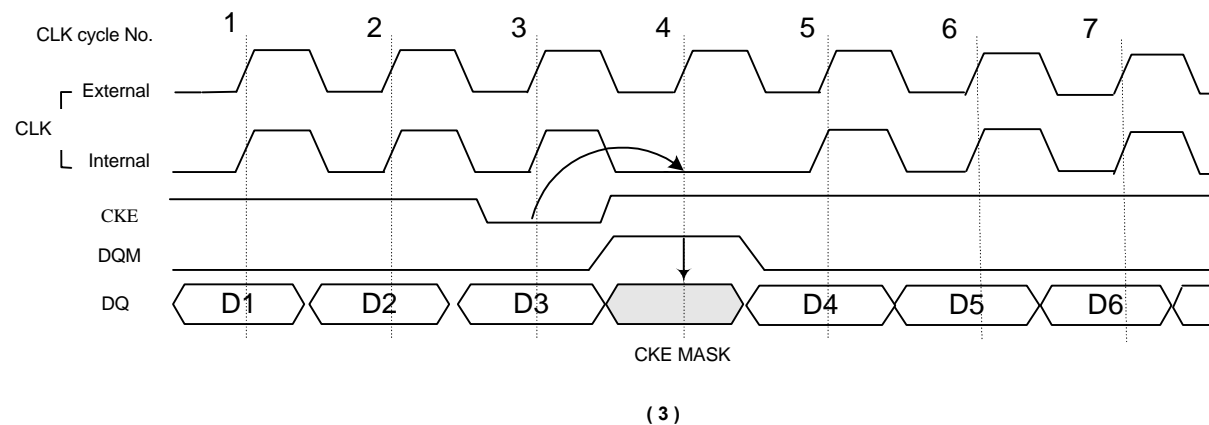 CLK cycle No. 1 2 3 4 5 6 7
External
CLK
Internal
CKE
DQM
DQ D1 D2 D3 D4 D5 D6
CKE MASK
( 3 )